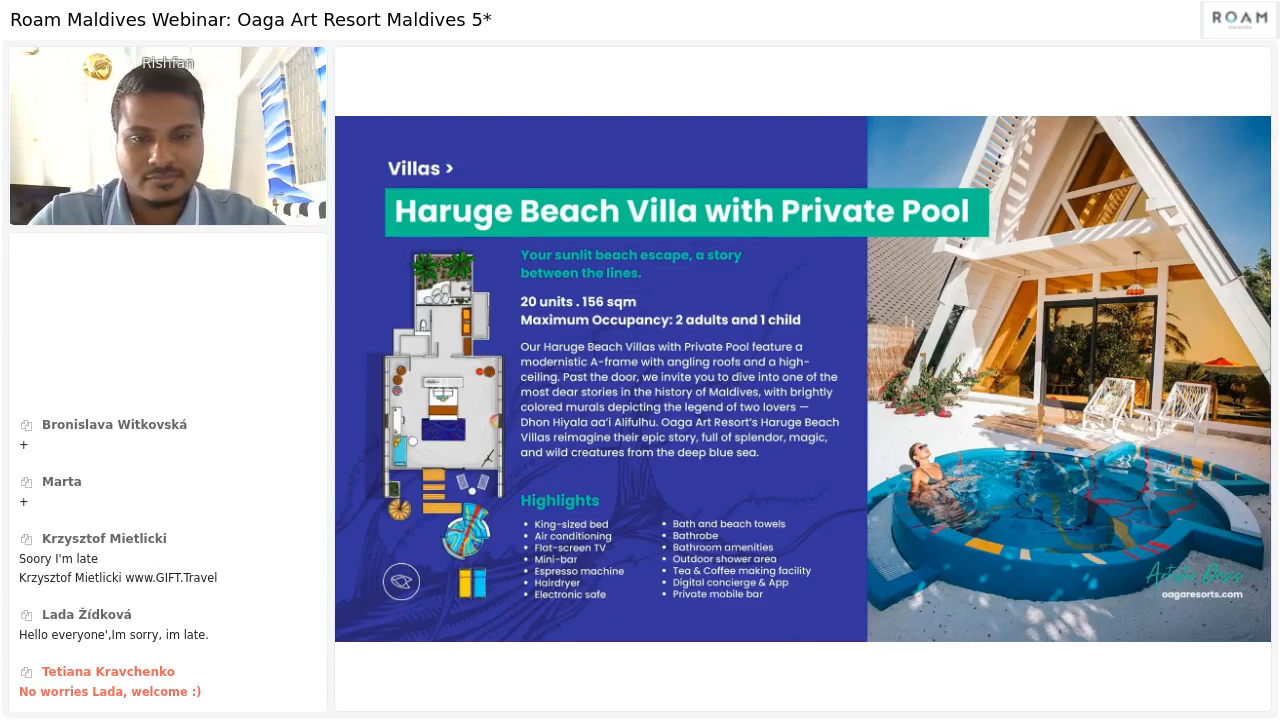 Roam Maldives Webinar: Oaga Art Resort Maldives 5*
ROAM
Rishfan
Bronislava Witkovská
+
Marta
+
Krzysztof Mietlicki
Soory I'm late
Krzysztof Mietlicki www.GIFT.Travel
Lada Žídková
Hello everyone',Im sorry, im late.
Tetiana Kravchenko
No worries Lada, welcome :)
Villas >
Haruge Beach Villa with Private Pool
Your sunlit beach escape, a story
between the lines.
20 units . 156 sqm
Maximum Occupancy: 2 adults and 1 child
Our Haruge Beach Villas with Private Pool feature a
modernistic A-frame with angling roofs and a high-
ceiling. Past the door, we invite you to dive into one of the
most dear stories in the history of Maldives, with brightly
colored murals depicting the legend of two lovers —
Dhon Hiyala aa'i Alifulhu. Oaga Art Resort's Haruge Beach
Villas reimagine their epic story, full of splendor, magic,
and wild creatures from the deep blue sea.
Highlights
• King-sized bed
• Air conditioning
• Flat-screen TV
• Mini-bar
• Espresso machine
• Hairdryer
• Electronic safe
• Bath and beach towels
• Bathrobe
• Bathroom amenities
• Outdoor shower area
• Tea & Coffee making facility
• Digital concierge & App
• Private mobile bar
oagaresorts.com